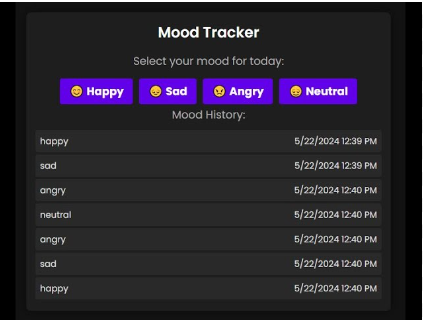 Mood Tracker
Select your mood for today:
😊 Happy 😞 Sad 😠 Angry 😑 Neutral
Mood History:
happy 5/22/2024 12:39 PM
sad 5/22/2024 12:39 PM
angry 5/22/2024 12:40 PM
neutral 5/22/2024 12:40 PM
angry 5/22/2024 12:40 PM
sad 5/22/2024 12:40 PM
happy 5/22/2024 12:40 PM